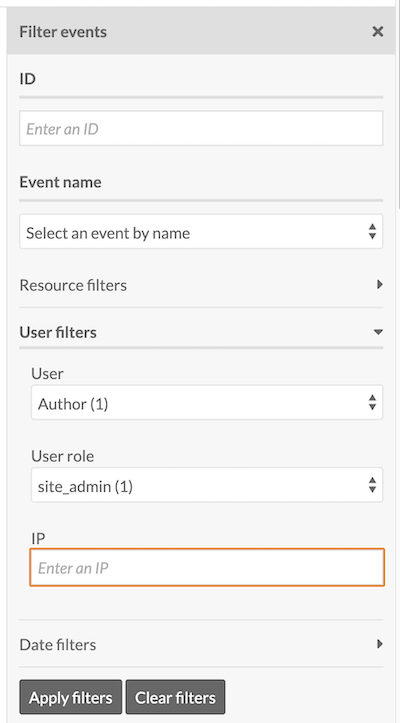 Filter events
ID
Enter an ID
Event name
Select an event by name
Resource filters
User filters
User
Author (1)
User role
site_admin (1)
IP
Enter an IP
Date filters
Apply filters Clear filters